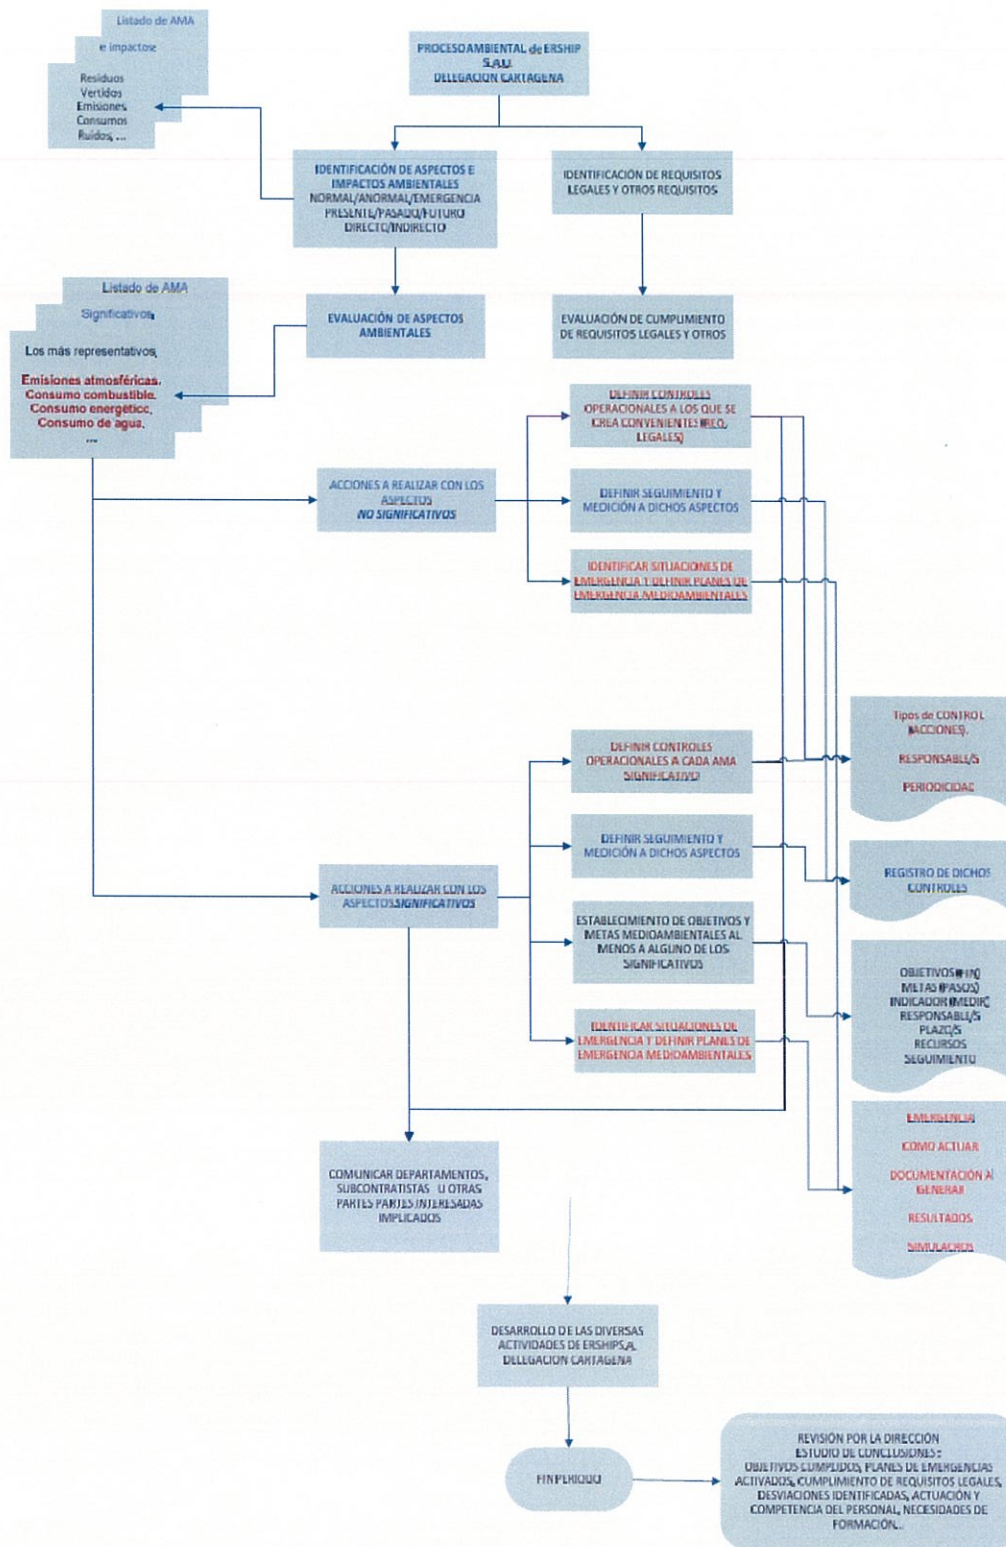 Listado de AMA
e impactos
Residuos
Vertidos
Emisiones
Consumos
Ruidos, ...
PROCESO AMBIENTAL de ERSHIP
S.A.U.
DELEGACION CARTAGENA
IDENTIFICACIÓN DE ASPECTOS E
IMPACTOS AMBIENTALES
NORMAL/ANORMAL/EMERGENCIA
PRESENTE/PASADO/FUTURO
DIRECTO/INDIRECTO
IDENTIFICACIÓN DE REQUISITOS
LEGALES Y OTROS REQUISITOS
Listado de AMA
Significativos,
Los más representativos,
Emisiones atmosféricas.
Consumo combustible.
Consumo energético,
Consumo de agua,
...
EVALUACIÓN DE ASPECTOS
AMBIENTALES
EVALUACIÓN DE CUMPLIMIENTO
DE REQUISITOS LEGALES Y OTROS
DEFINIR CONTROLES
OPERACIONALES A LOS QUE SE
CREA CONVENIENTES (REQ.
LEGALES)
ACCIONES A REALIZAR CON LOS
ASPECTOS
NO SIGNIFICATIVOS
DEFINIR SEGUIMIENTO Y
MEDICIÓN A DICHOS ASPECTOS
IDENTIFICAR SITUACIONES DE
EMERGENCIA Y DEFINIR PLANES DE
EMERGENCIA MEDIOAMBIENTALES
DEFINIR CONTROLES
OPERACIONALES A CADA AMA
SIGNIFICATIVO
Tipos de CONTROL
(ACCIONES).
RESPONSABLE/S
PERIODICIDAD
DEFINIR SEGUIMIENTO Y
MEDICIÓN A DICHOS ASPECTOS
REGISTRO DE DICHOS
CONTROLES
ACCIONES A REALIZAR CON LOS
ASPECTOS SIGNIFICATIVOS
ESTABLECIMIENTO DE OBJETIVOS Y
METAS MEDIOAMBIENTALES AL
MENOS A ALGUNO DE LOS
SIGNIFICATIVOS
OBJETIVOS (FIN)
METAS (PASOS)
INDICADOR (MEDIR)
RESPONSABLE/S
PLAZO/S
RECURSOS
SEGUIMIENTO
IDENTIFICAR SITUACIONES DE
EMERGENCIA Y DEFINIR PLANES DE
EMERGENCIA MEDIOAMBIENTALES
EMERGENCIA
COMO ACTUAR
DOCUMENTACIÓN A
GENERAR
RESULTADOS
SIMULACROS
COMUNICAR DEPARTAMENTOS,
SUBCONTRATISTAS U OTRAS
PARTES PARTES INTERESADAS
IMPLICADOS
DESARROLLO DE LAS DIVERSAS
ACTIVIDADES DE ERSHIP S.A.
DELEGACION CARTAGENA
FIN PERIODO
REVISIÓN POR LA DIRECCIÓN
ESTUDIO DE CONCLUSIONES :
OBJETIVOS CUMPLIDOS, PLANES DE EMERGENCIAS
ACTIVADOS, CUMPLIMIENTO DE REQUISITOS LEGALES,
DESVIACIONES IDENTIFICADAS, ACTUACIÓN Y
COMPETENCIA DEL PERSONAL, NECESIDADES DE
FORMACIÓN...